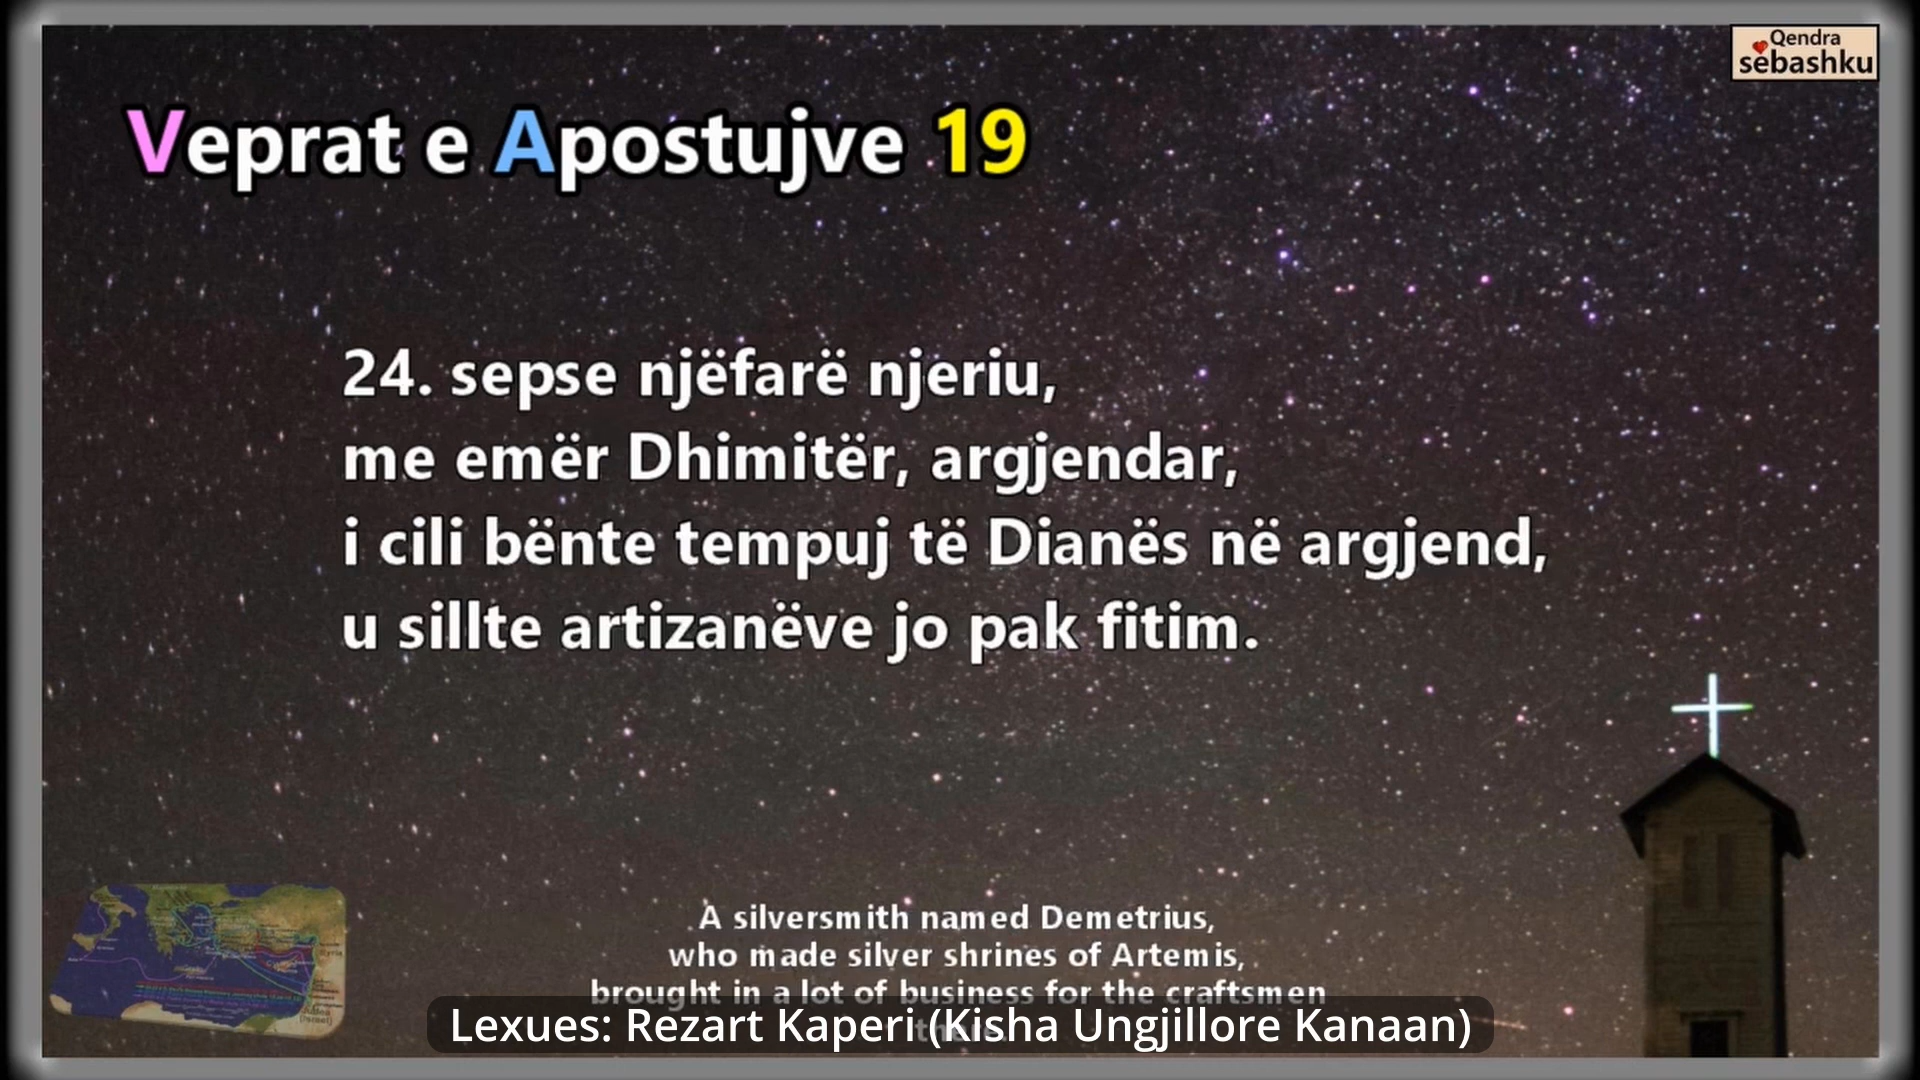 Qendra
sebashku
Veprat e Apostujve 19
24. sepse njëfarë njeriu,
me emër Dhimitër, argjendar,
i cili bënte tempuj të Dianës në argjend,
u sillte artizanëve jo pak fitim.
A silversmith named Demetrius,
who made silver shrines of Artemis,
brought in a lot of business for the craftsmen
Lexues: Rezart Kaperi (Kisha Ungjillore Kanaan)